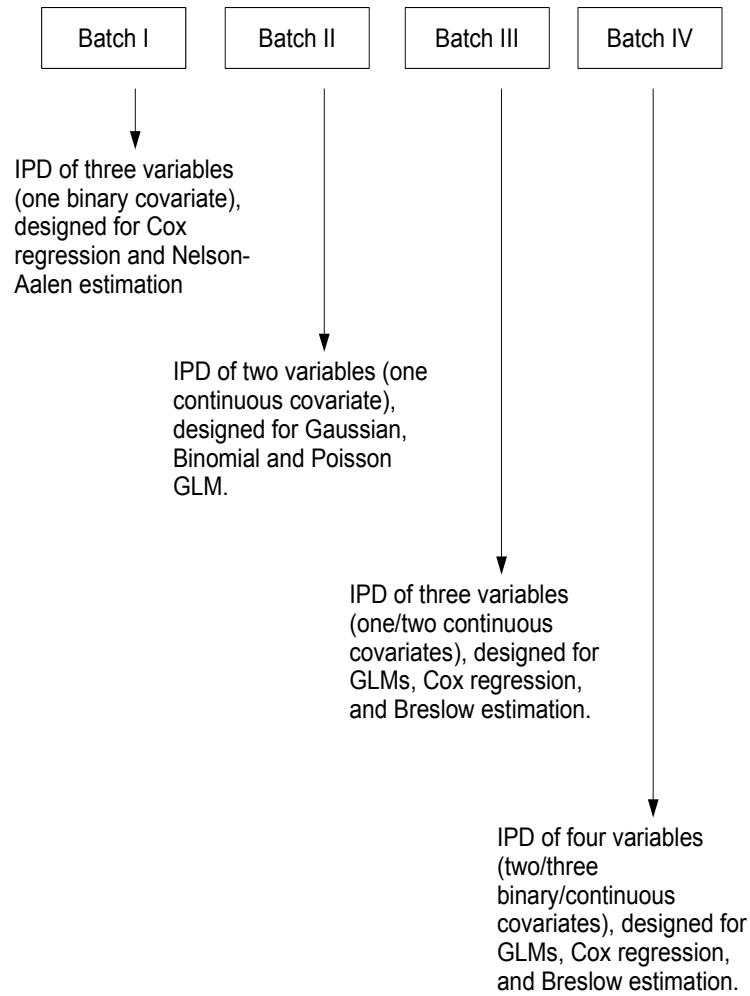 Batch I
Batch II
Batch III
Batch IV
IPD of three variables
(one binary covariate),
designed for Cox
regression and Nelson-
Aalen estimation
IPD of two variables (one
continuous covariate),
designed for Gaussian,
Binomial and Poisson
GLM.
IPD of three variables
(one/two continuous
covariates), designed for
GLMs, Cox regression,
and Breslow estimation.
IPD of four variables
(two/three
binary/continuous
covariates), designed for
GLMs, Cox regression,
and Breslow estimation.